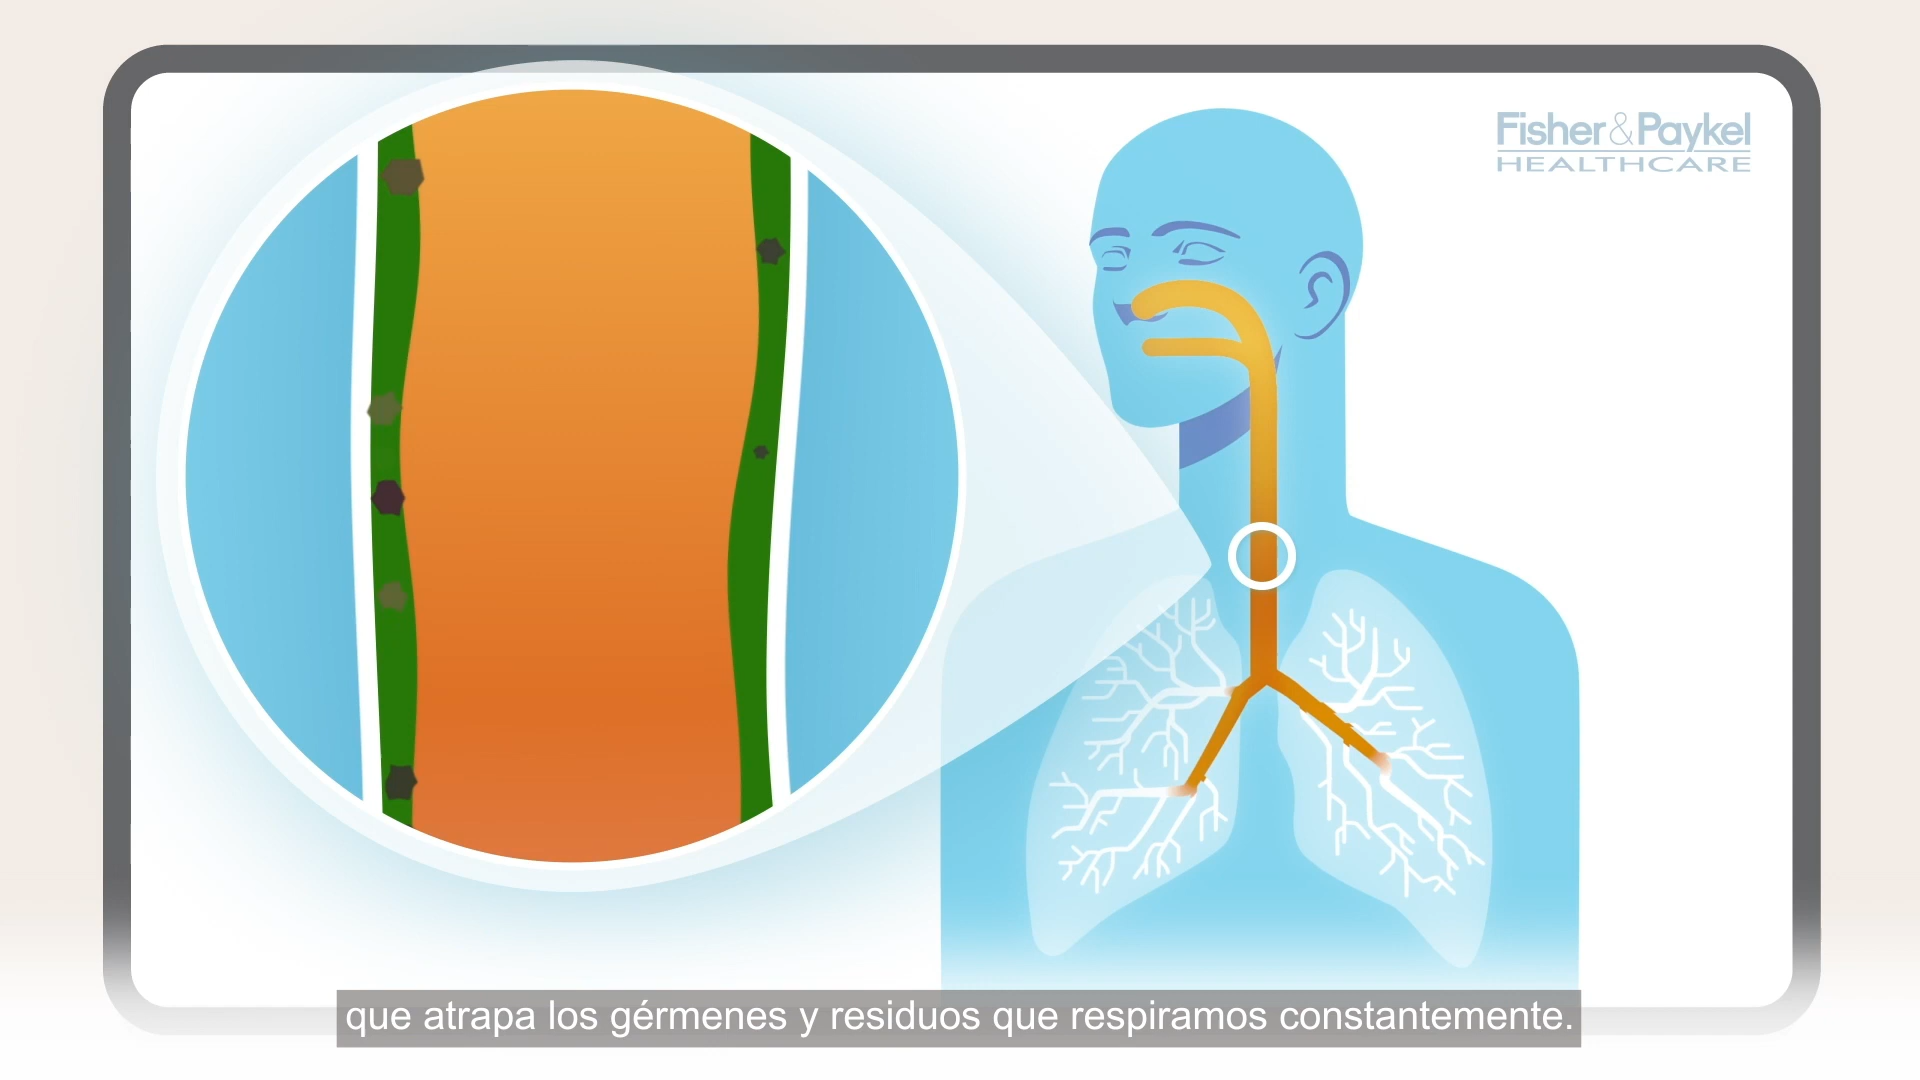 Fisher&Paykel
HEALTHCARE
que atrapa los gérmenes y residuos que respiramos constantemente.